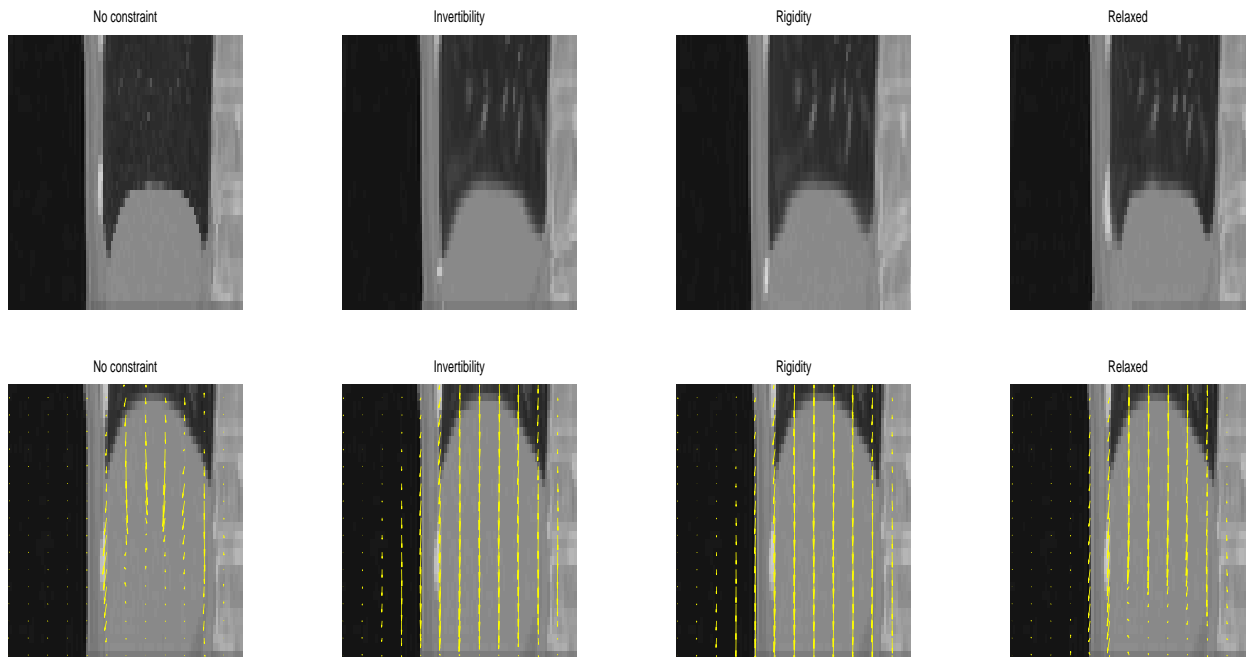 No constraint
Invertibility
Rigidity
Relaxed
No constraint
Invertibility
Rigidity
Relaxed